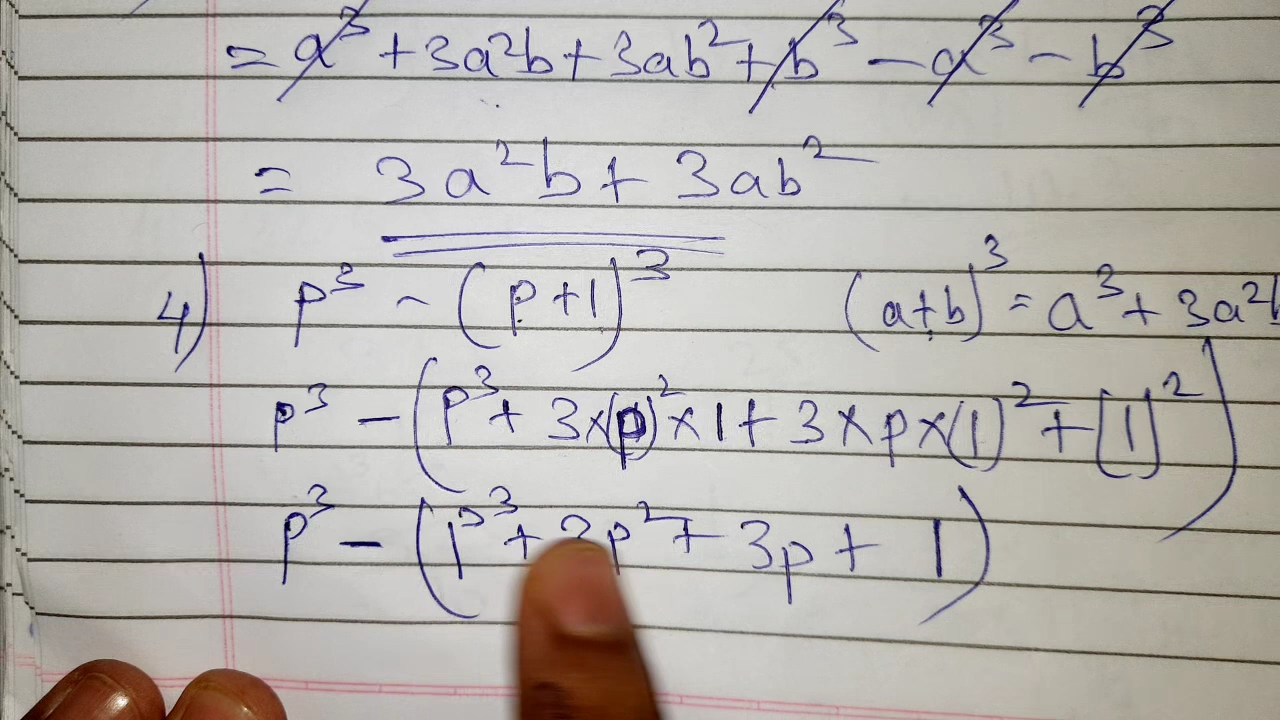 = a³ + 3a²b + 3ab² + b³ - a³ - b³
= 3a²b + 3ab²
4) p³ - (p+1)³ (a+b)³ = a³ + 3a²b
p³ - (p³ + 3×(p)²×1 + 3×p×(1)² + (1)²)
p³ - (p³ + 3p² + 3p + 1)